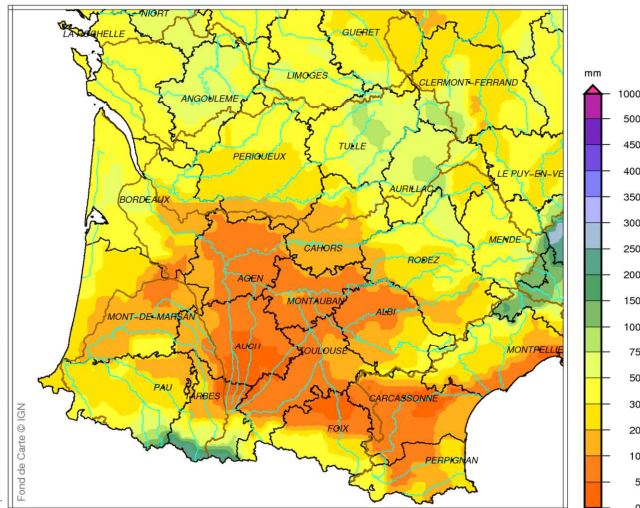 NIORT
LA ROCHELLE
GUERET
LIMOGES
CLERMONT-FERRAND
ANGOULEME
PERIGUEUX
TULLE
LE PUY-EN-VE
AURILLAC
BORDEAUX
CAHORS
RODEZ
MENDE
AGEN
MONTAUBAN
ALBI
MONT-DE-MARSAN
AUCH
TOULOUSE
MONTPELLIE
PAU
TARBES
CARCASSONNE
FOIX
PERPIGNAN
Fond de Carte © IGN
mm
1000
500
450
400
350
300
250
200
150
100
75
50
30
20
10
5
0